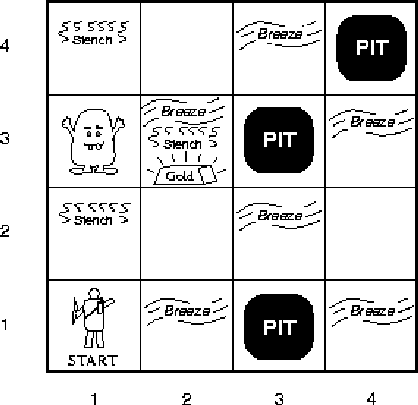 4
Stench
Breeze
PIT
3
Breeze
Stench
Gold
PIT
Breeze
2
Stench
Breeze
1
START
Breeze
PIT
Breeze
1 2 3 4